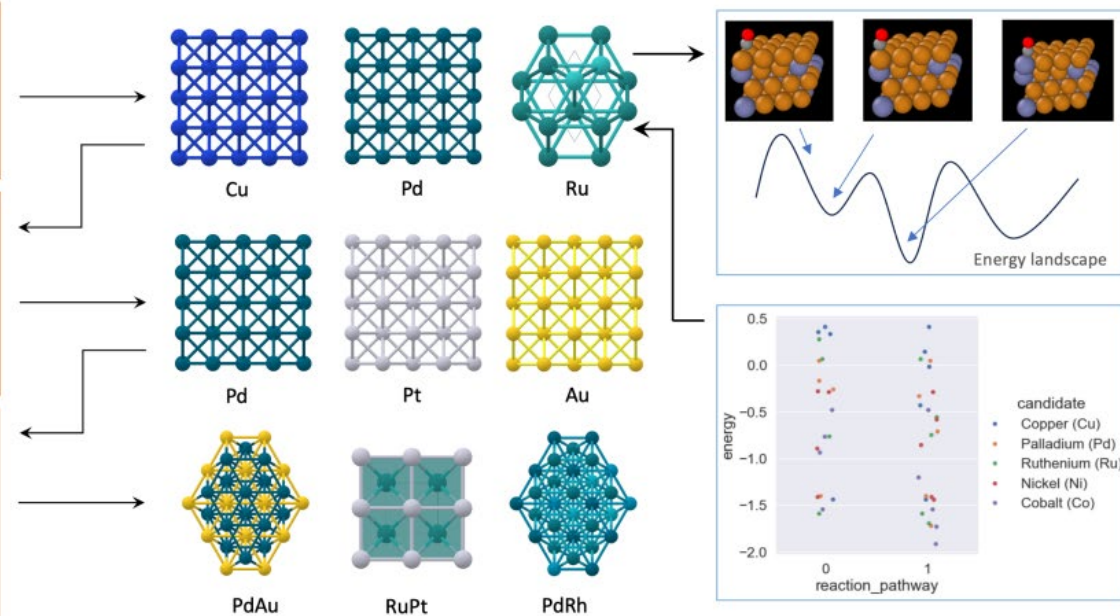 Cu
Pd
Ru
Energy landscape
Pd
Pt
Au
PdAu
RuPt
PdRh
energy
0.5
0.0
−0.5
−1.0
−1.5
−2.0
0
1
reaction_pathway
candidate
Copper (Cu)
Palladium (Pd)
Ruthenium (Ru)
Nickel (Ni)
Cobalt (Co)